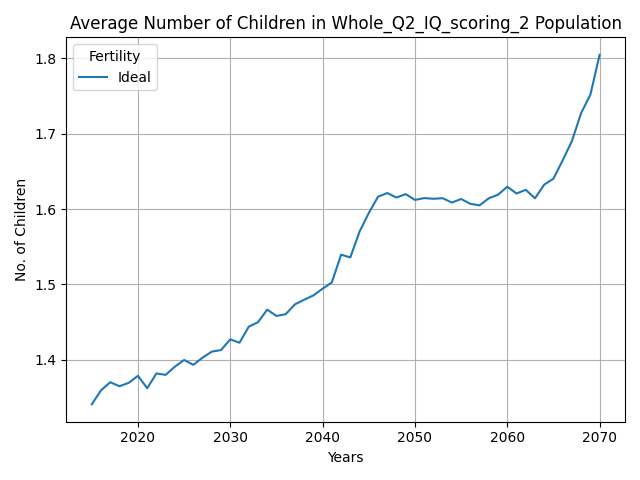 Average Number of Children in Whole_Q2_IQ_scoring_2 Population
Fertility
Ideal
No. of Children
1.8
1.7
1.6
1.5
1.4
2020 2030 2040 2050 2060 2070
Years